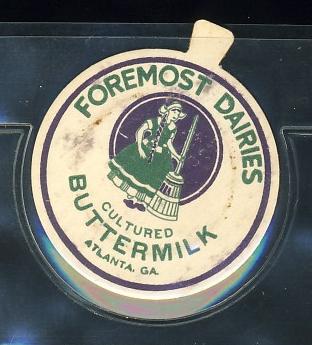 FOREMOST DAIRIES
CULTURED
BUTTERMILK
ATLANTA, GA.